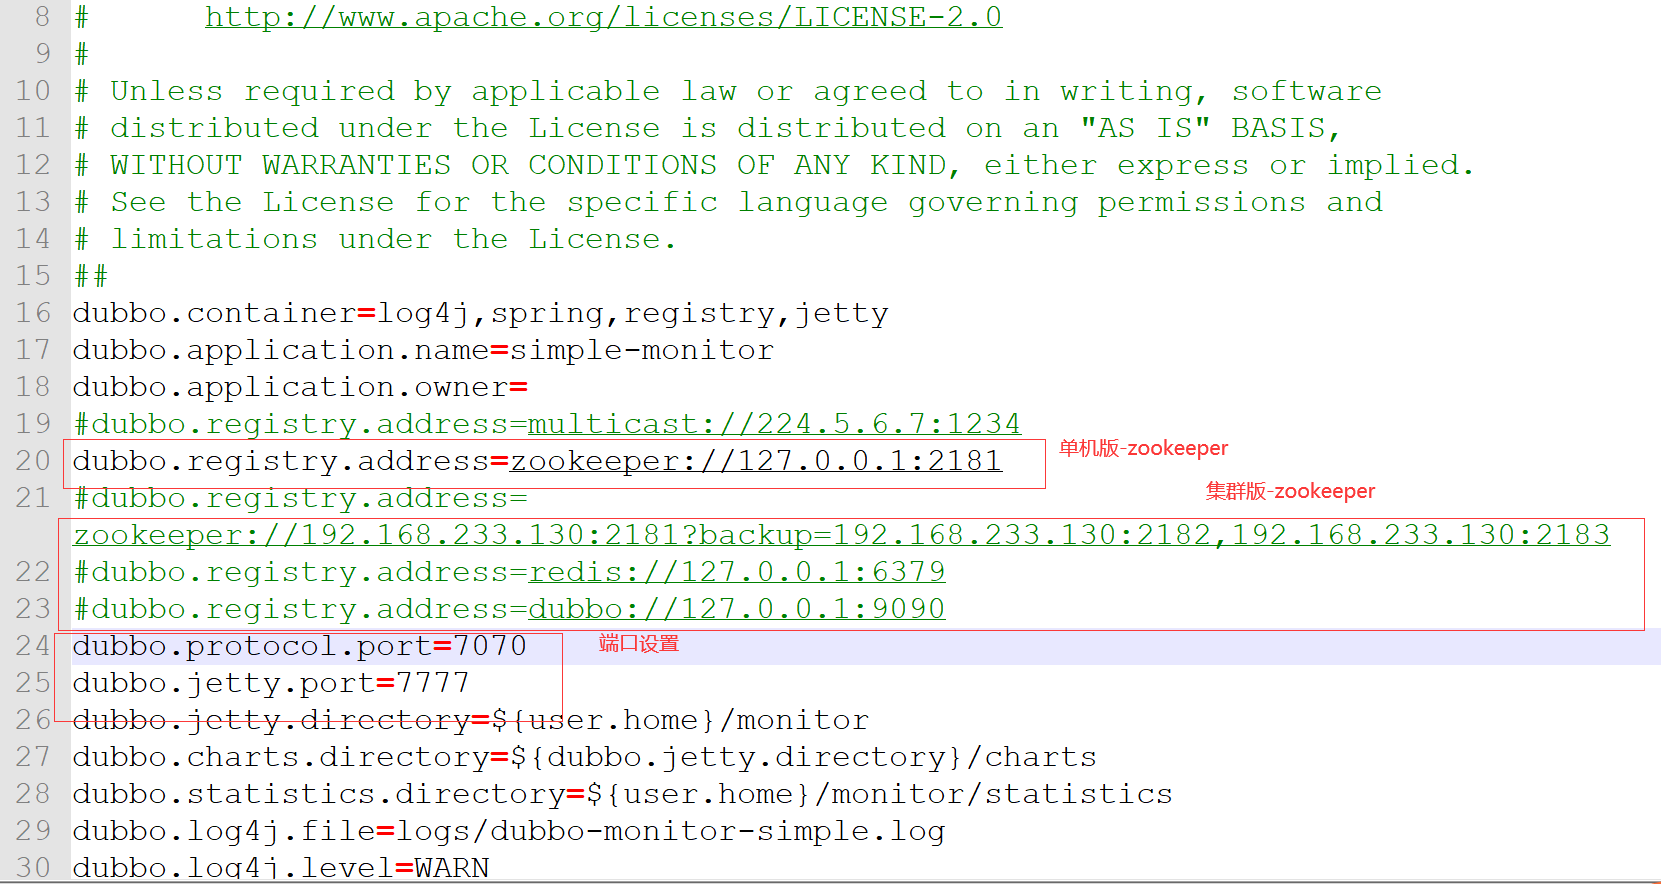 8 #      http://www.apache.org/licenses/LICENSE-2.0
9 #
10 # Unless required by applicable law or agreed to in writing, software
11 # distributed under the License is distributed on an "AS IS" BASIS,
12 # WITHOUT WARRANTIES OR CONDITIONS OF ANY KIND, either express or implied.
13 # See the License for the specific language governing permissions and
14 # limitations under the License.
15 ##
16 dubbo.container=log4j,spring,registry,jetty
17 dubbo.application.name=simple-monitor
18 dubbo.application.owner=
19 #dubbo.registry.address=multicast://224.5.6.7:1234
20 dubbo.registry.address=zookeeper://127.0.0.1:2181 单机版-zookeeper
集群版-zookeeper
21 #dubbo.registry.address=
zookeeper://192.168.233.130:2181?backup=192.168.233.130:2182,192.168.233.130:2183
22 #dubbo.registry.address=redis://127.0.0.1:6379
23 #dubbo.registry.address=dubbo://127.0.0.1:9090
24 dubbo.protocol.port=7070 端口设置
25 dubbo.jetty.port=7777
26 dubbo.jetty.directory=${user.home}/monitor
27 dubbo.charts.directory=${dubbo.jetty.directory}/charts
28 dubbo.statistics.directory=${user.home}/monitor/statistics
29 dubbo.log4j.file=logs/dubbo-monitor-simple.log
30 dubbo.log4j.level=WARN